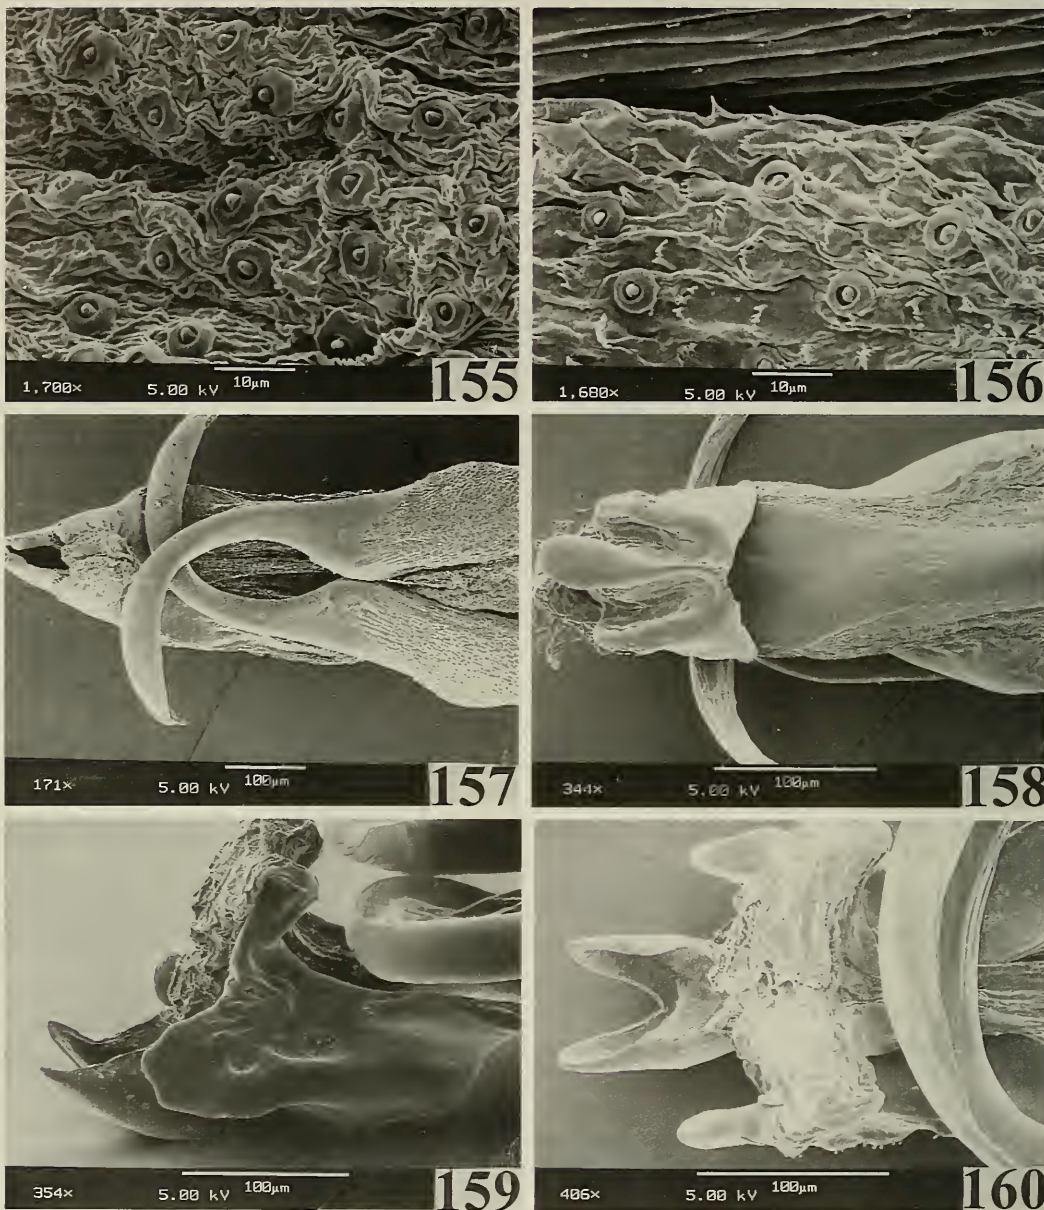 1,700× 5.00 kV 10µm 155
1,680× 5.00 kV 10µm 156
171× 5.00 kV 100µm 157
344× 5.00 kV 100µm 158
354× 5.00 kV 100µm 159
406× 5.00 kV 100µm 160